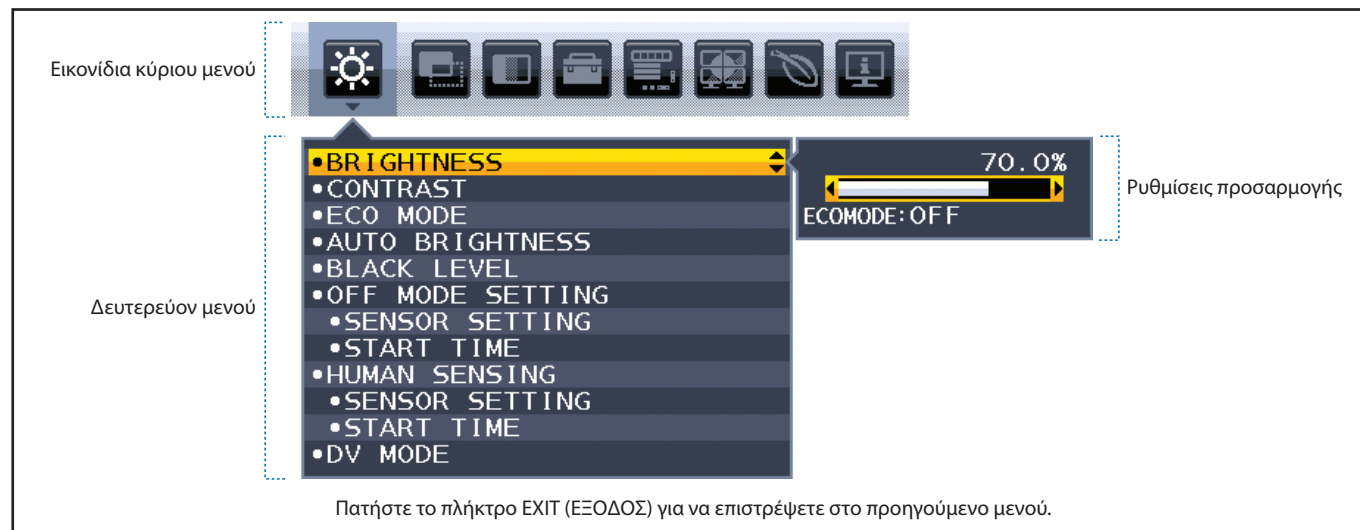 Εικονίδια κύριου μενού
•BRIGHTNESS
70.0%
•CONTRAST
•ECO MODE
ECOMODE:OFF
Ρυθμίσεις προσαρμογής
•AUTO BRIGHTNESS
•BLACK LEVEL
•OFF MODE SETTING
Δευτερεύον μενού
•SENSOR SETTING
•START TIME
•HUMAN SENSING
•SENSOR SETTING
•START TIME
•DV MODE
Πατήστε το πλήκτρο EXIT (ΕΞΟΔΟΣ) για να επιστρέψετε στο προηγούμενο μενού.